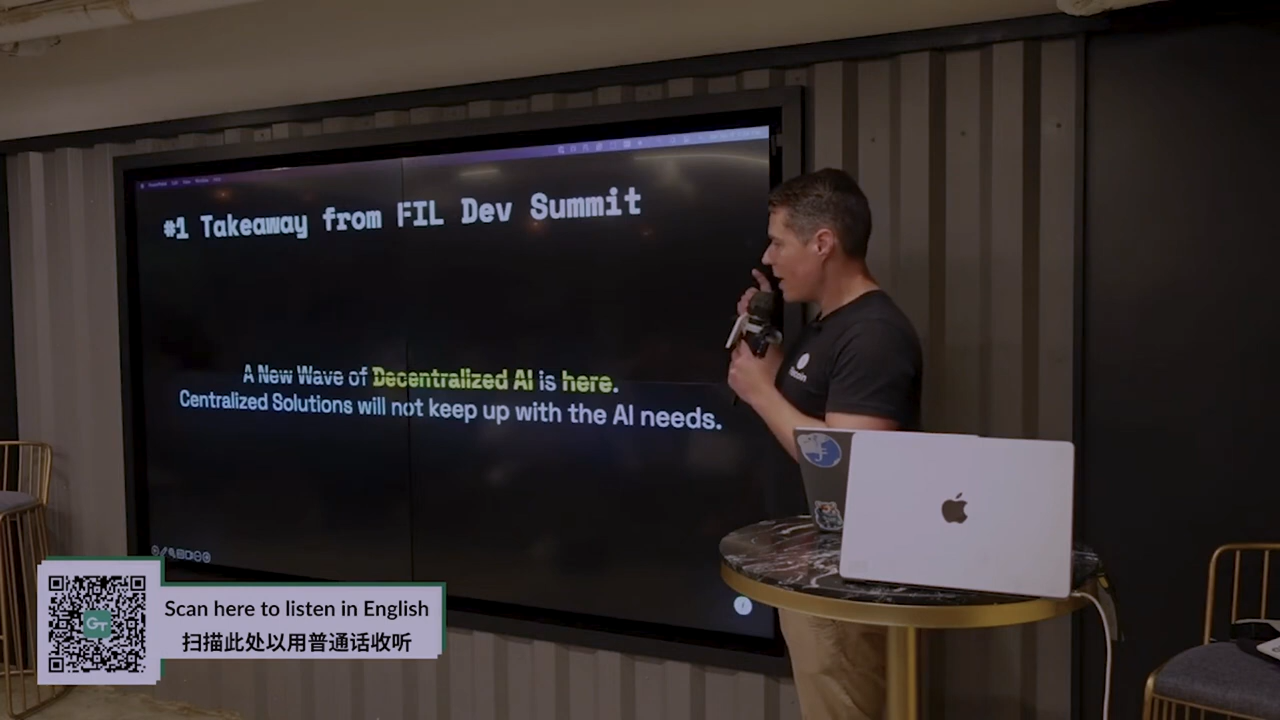 #1 Takeaway from FIL Dev Summit
A New Wave of Decentralized AI is here.
Centralized Solutions will not keep up with the AI needs.
GT
Scan here to listen in English
扫描此处以用普通话收听